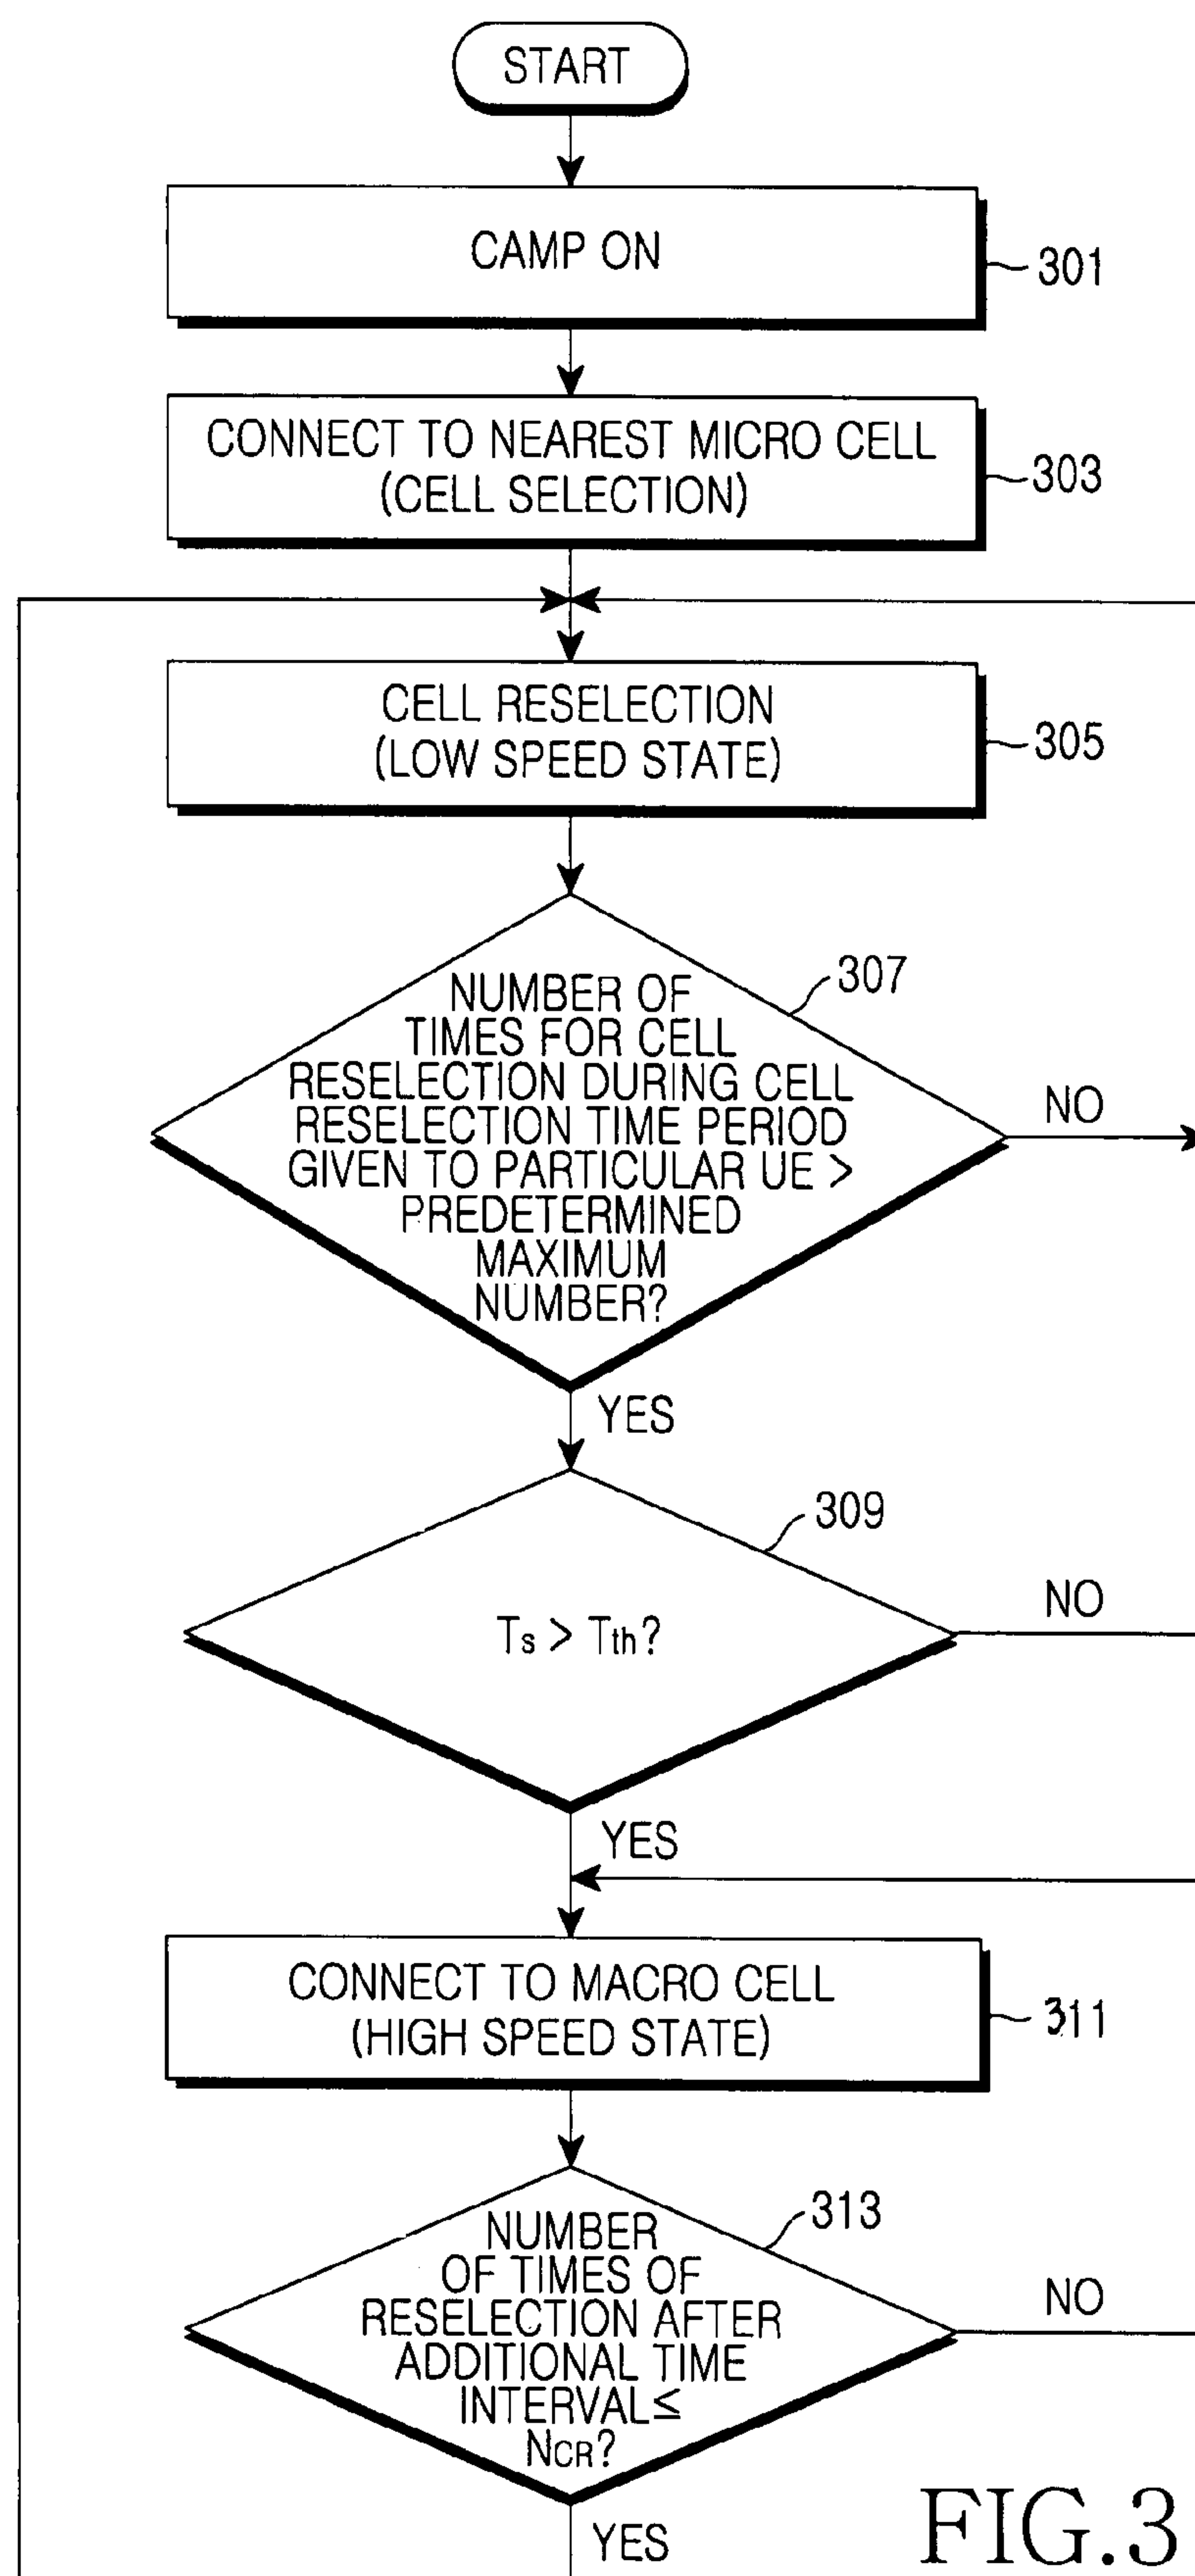 START
CAMP ON
301
CONNECT TO NEAREST MICRO CELL
(CELL SELECTION)
303
CELL RESELECTION
(LOW SPEED STATE)
305
307
NUMBER OF
TIMES FOR CELL
RESELECTION DURING CELL
RESELECTION TIME PERIOD
GIVEN TO PARTICULAR UE >
PREDETERMINED
MAXIMUM
NUMBER?
NO
YES
309
Ts > Tth?
NO
YES
CONNECT TO MACRO CELL
(HIGH SPEED STATE)
311
313
NUMBER
OF TIMES OF
RESELECTION AFTER
ADDITIONAL TIME
INTERVAL≤
NCR?
NO
YES
FIG.3